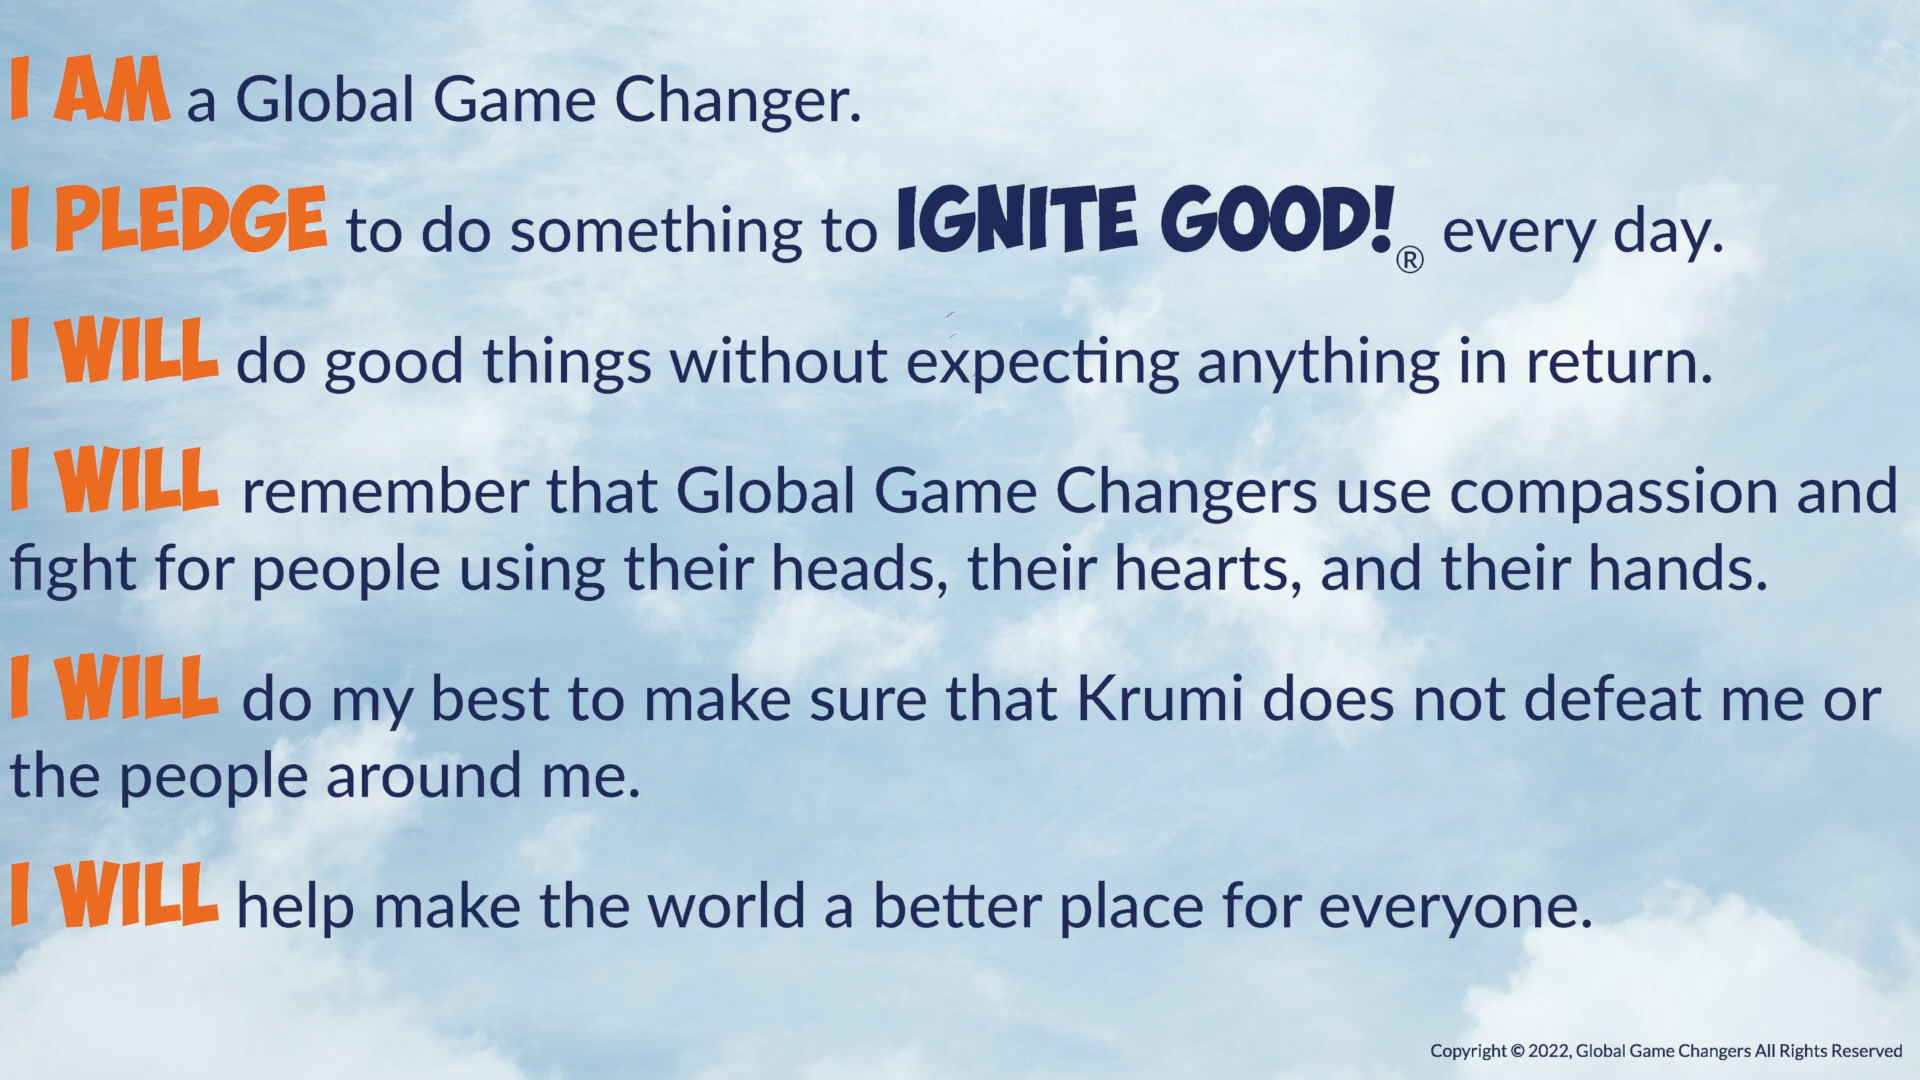 I AM a Global Game Changer.
I PLEDGE to do something to IGNITE GOOD!® every day.
I WILL do good things without expecting anything in return.
I WILL remember that Global Game Changers use compassion and
fight for people using their heads, their hearts, and their hands.
I WILL do my best to make sure that Krumi does not defeat me or
the people around me.
I WILL help make the world a better place for everyone.
Copyright © 2022, Global Game Changers All Rights Reserved